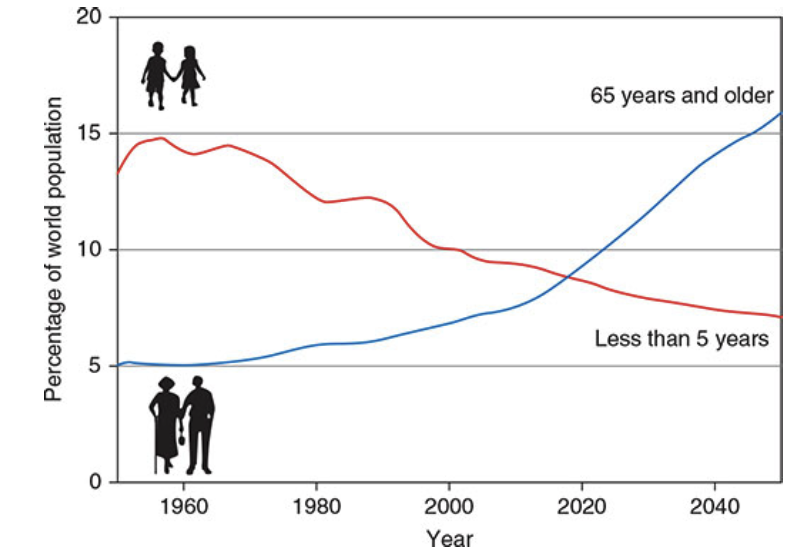 20
65 years and older
15
Percentage of world population
10
Less than 5 years
5
0
1960 1980 2000 2020 2040
Year